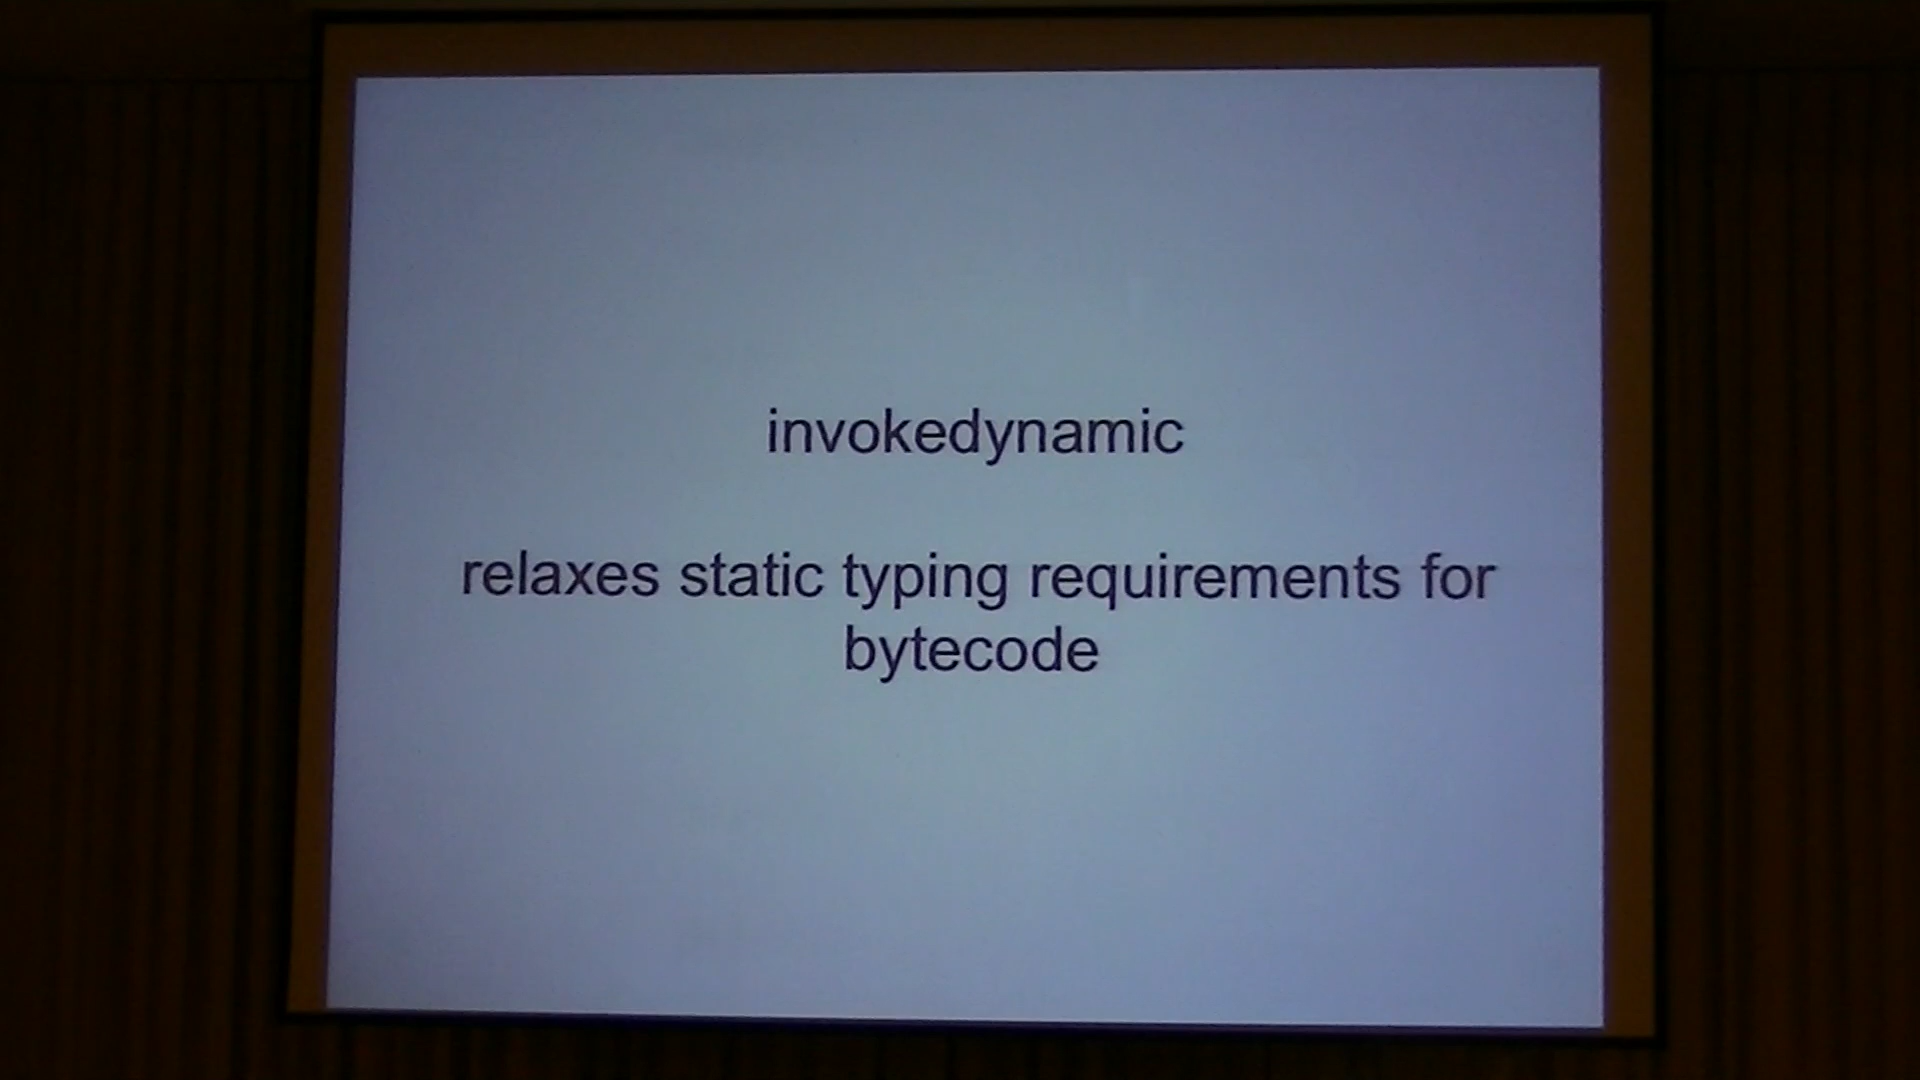 invokedynamic
relaxes static typing requirements for
bytecode